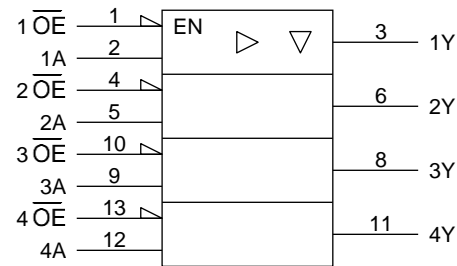 1 OE 1 EN 3 1Y
1A 2
2 OE 4 6 2Y
2A 5
3 OE 10 8 3Y
3A 9
4 OE 13 11 4Y
4A 12